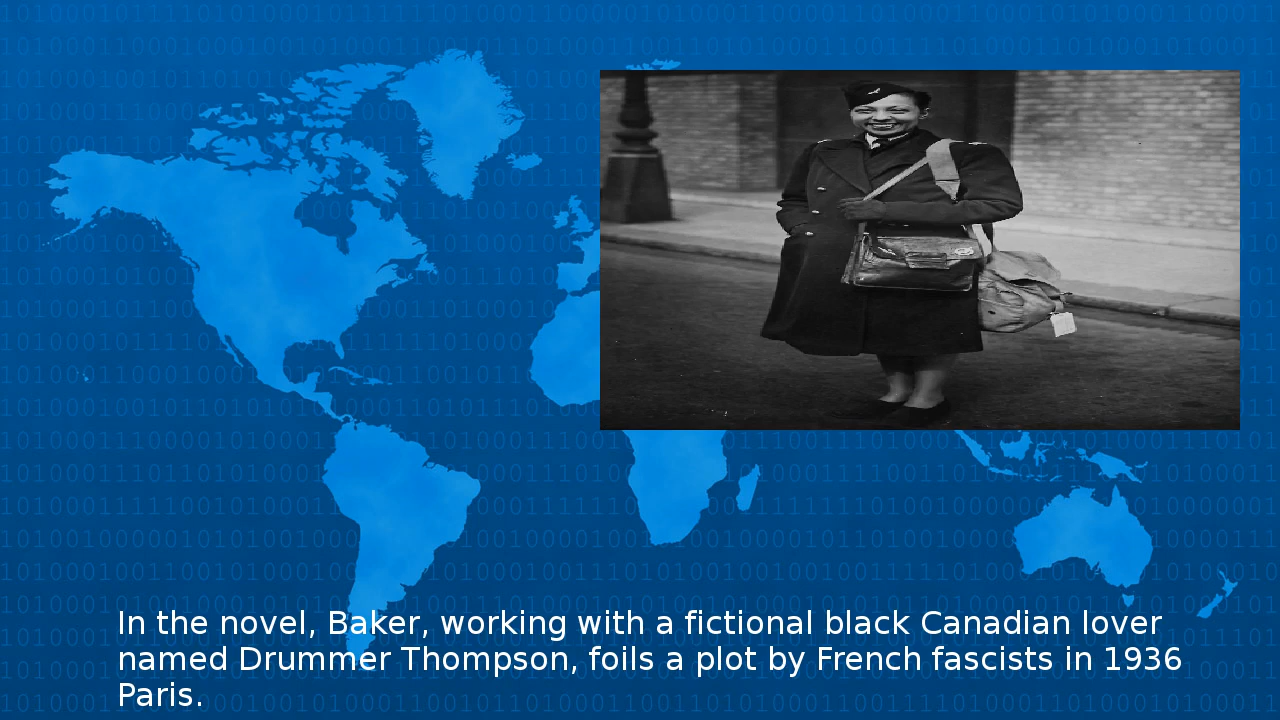 In the novel, Baker, working with a fictional black Canadian lover
named Drummer Thompson, foils a plot by French fascists in 1936
Paris.